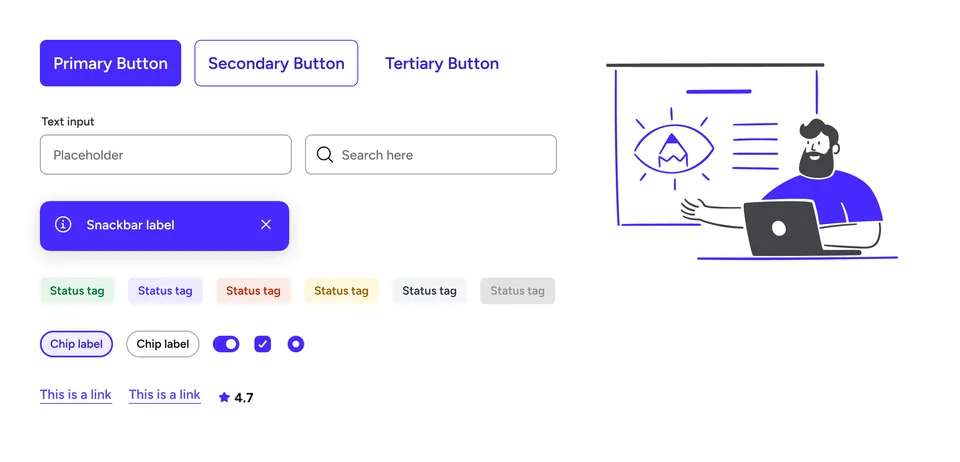 Primary Button Secondary Button Tertiary Button
Text input
Placeholder Search here
Snackbar label
Status tag Status tag Status tag Status tag Status tag Status tag
Chip label Chip label
This is a link This is a link 4.7